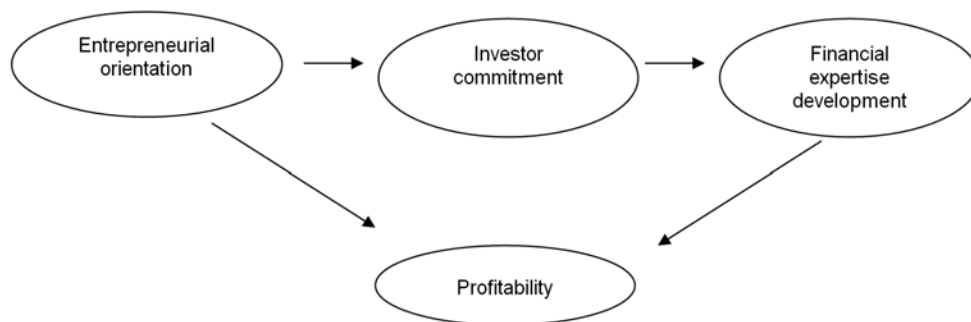 Entrepreneurial
orientation
Investor
commitment
Financial
expertise
development
Profitability